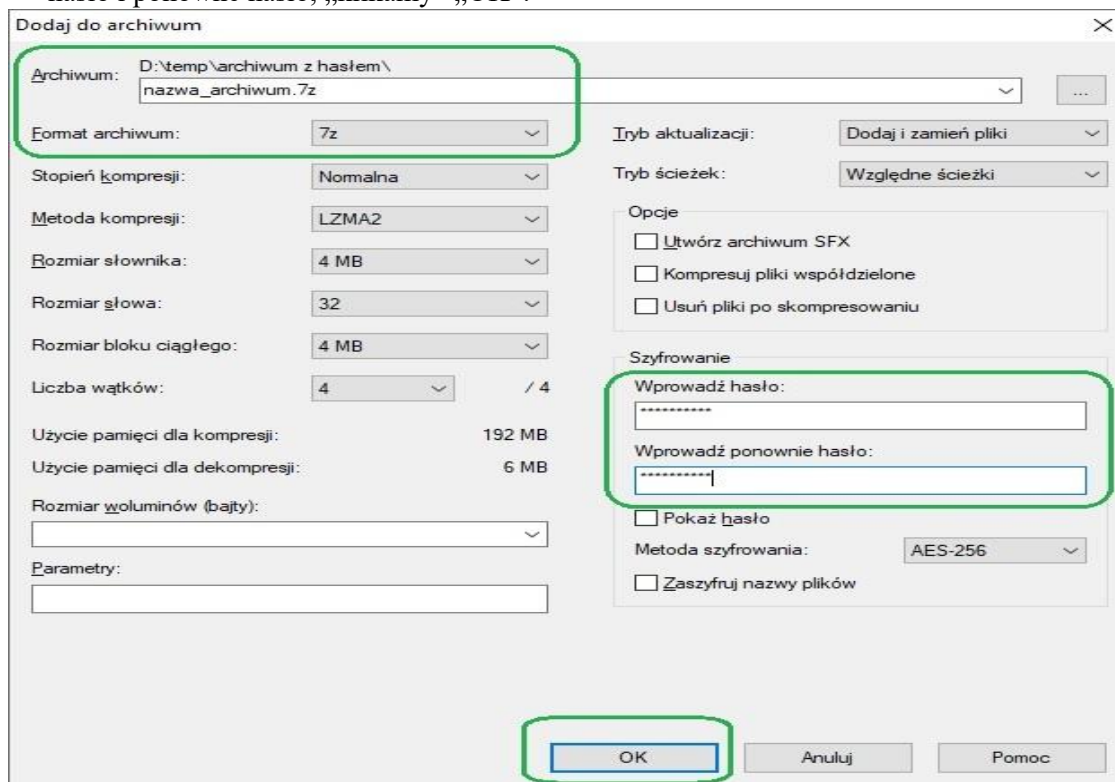 Dodaj do archiwum
Archiwum:
D:\temp\archiwum z hasłem\
nazwa_archiwum.7z
...
Format archiwum: 7z
Stopień kompresji: Normalna
Metoda kompresji: LZMA2
Rozmiar słownika: 4 MB
Rozmiar słowa: 32
Rozmiar bloku ciągłego: 4 MB
Liczba wątków: 4 / 4
Użycie pamięci dla kompresji: 192 MB
Użycie pamięci dla dekompresji: 6 MB
Rozmiar woluminów (bajty):
Parametry:
Tryb aktualizacji: Dodaj i zamień pliki
Tryb ścieżek: Względne ścieżki
Opcje
Utwórz archiwum SFX
Kompresuj pliki współdzielone
Usuń pliki po skompresowaniu
Szyfrowanie
Wprowadź hasło:
**********
Wprowadź ponownie hasło:
**********
Pokaż hasło
Metoda szyfrowania: AES-256
Zaszyfruj nazwy plików
OK Anuluj Pomoc